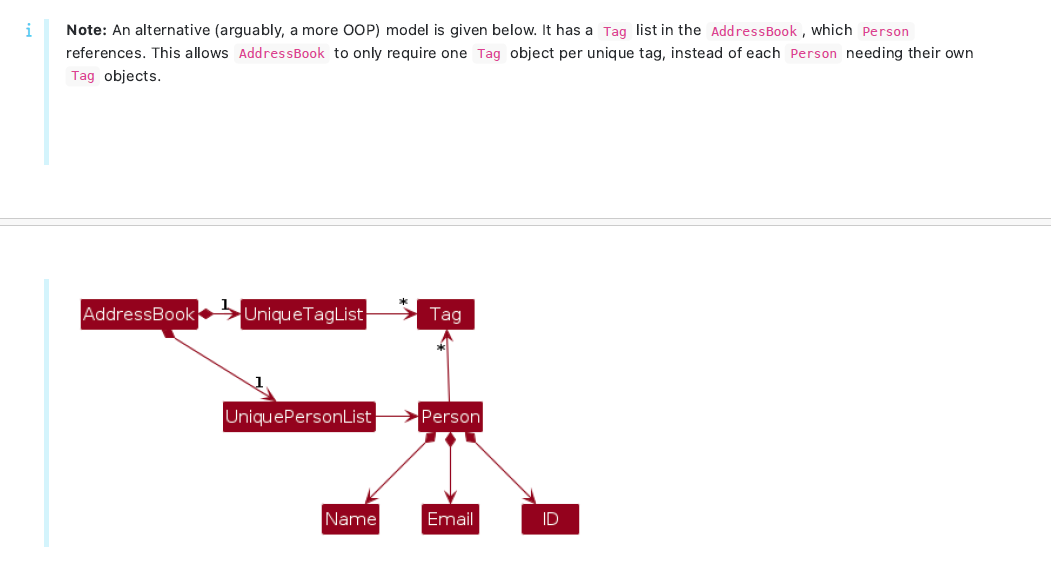 i Note: An alternative (arguably, a more OOP) model is given below. It has a Tag list in the AddressBook, which Person
references. This allows AddressBook to only require one Tag object per unique tag, instead of each Person needing their own
Tag objects.
AddressBook 1 UniqueTagList * Tag
*
1
UniquePersonList Person
Name Email ID